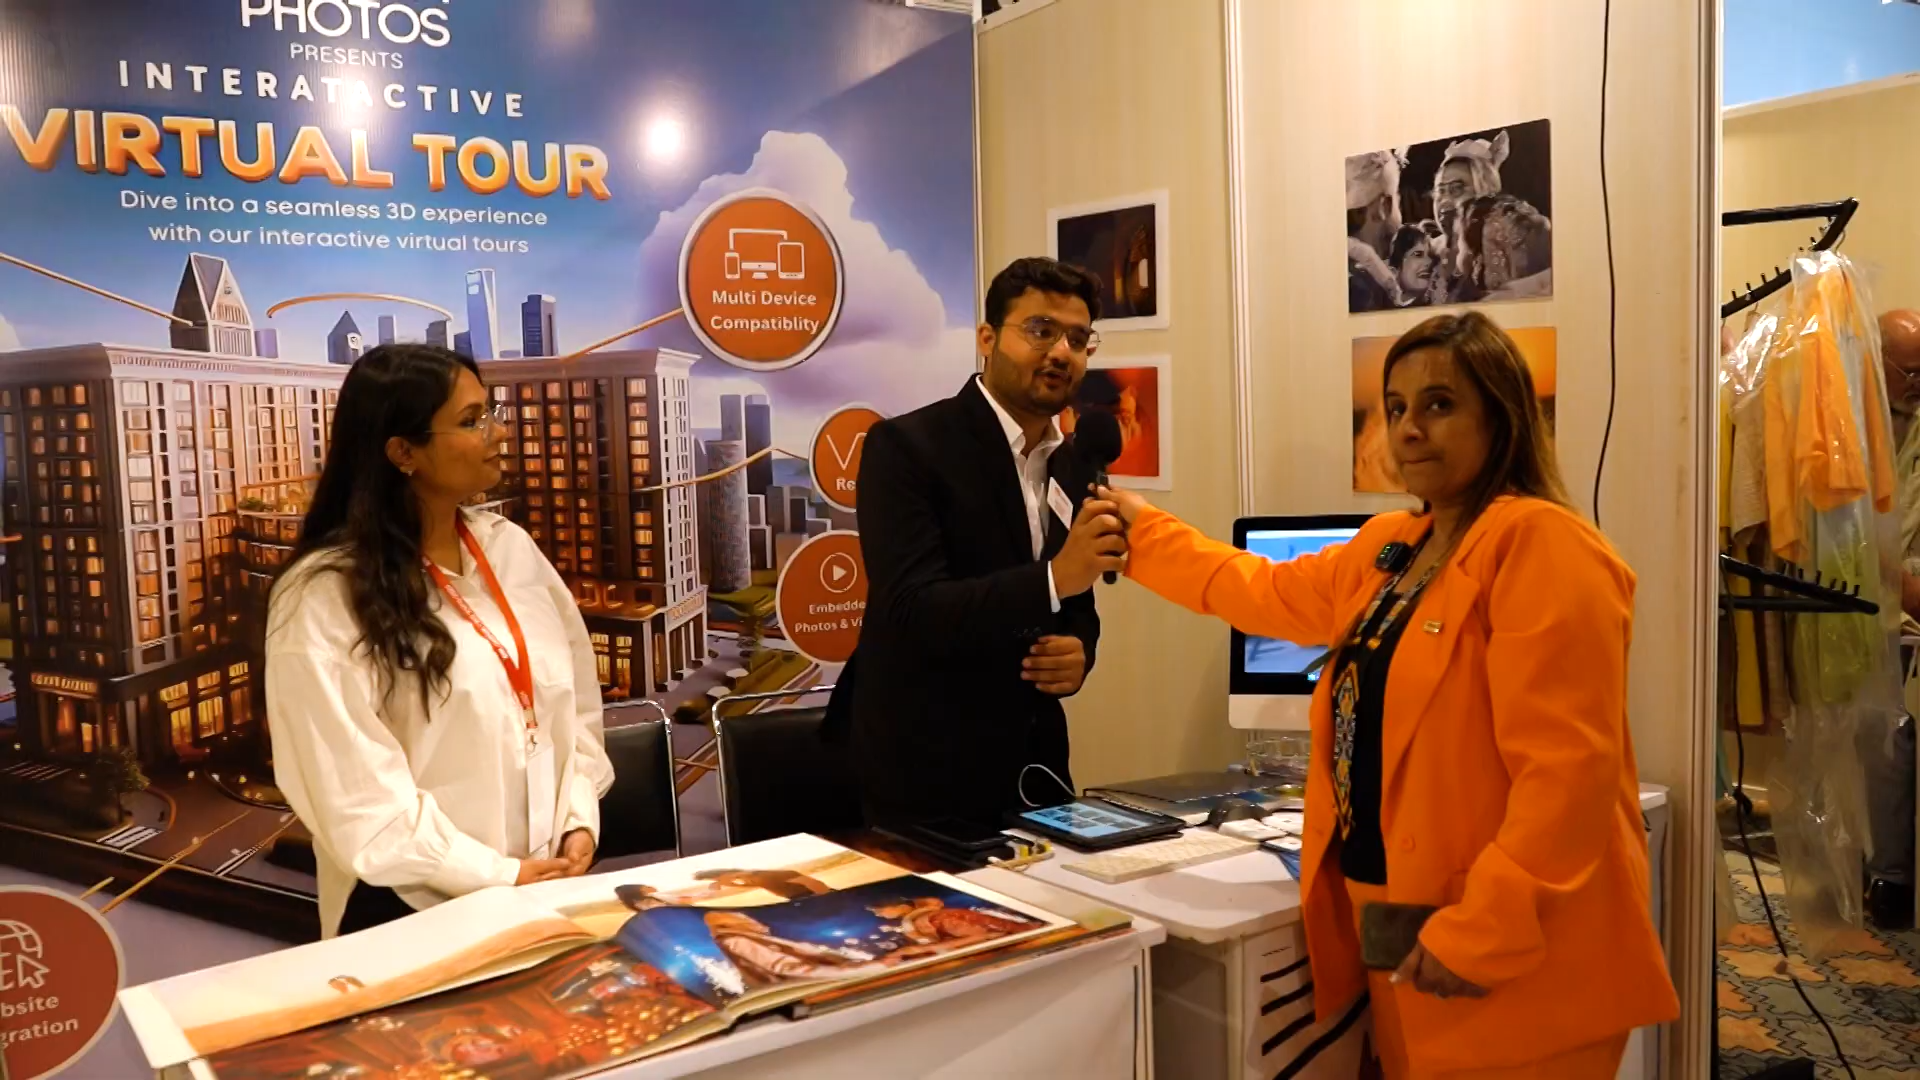 PHOTOS
PRESENTS
INTERATACTIVE
VIRTUAL TOUR
Dive into a seamless 3D experience
with our interactive virtual tours
Multi Device
Compatiblity
V
Re
Embedde
Photos & Vi
bsite
gration